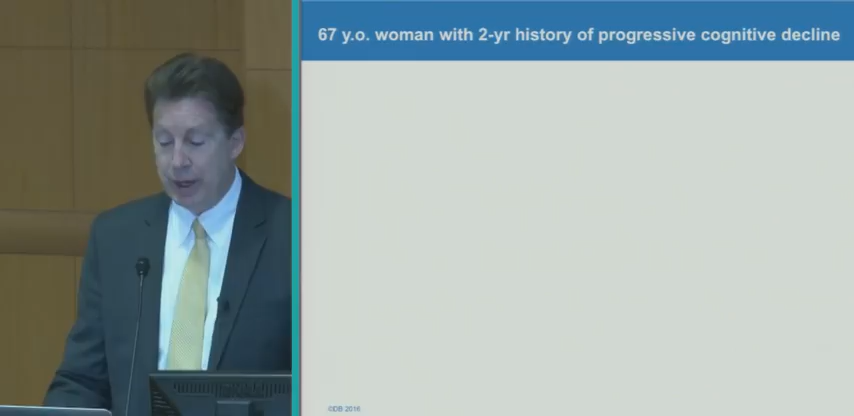 67 y.o. woman with 2-yr history of progressive cognitive decline
©DB 2016